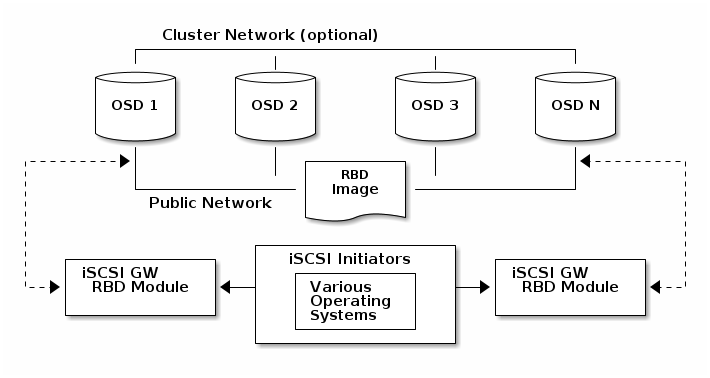 Cluster Network (optional)
OSD 1
OSD 2
OSD 3
OSD N
RBD
Image
Public Network
iSCSI GW
RBD Module
iSCSI Initiators
Various
Operating
Systems
iSCSI GW
RBD Module